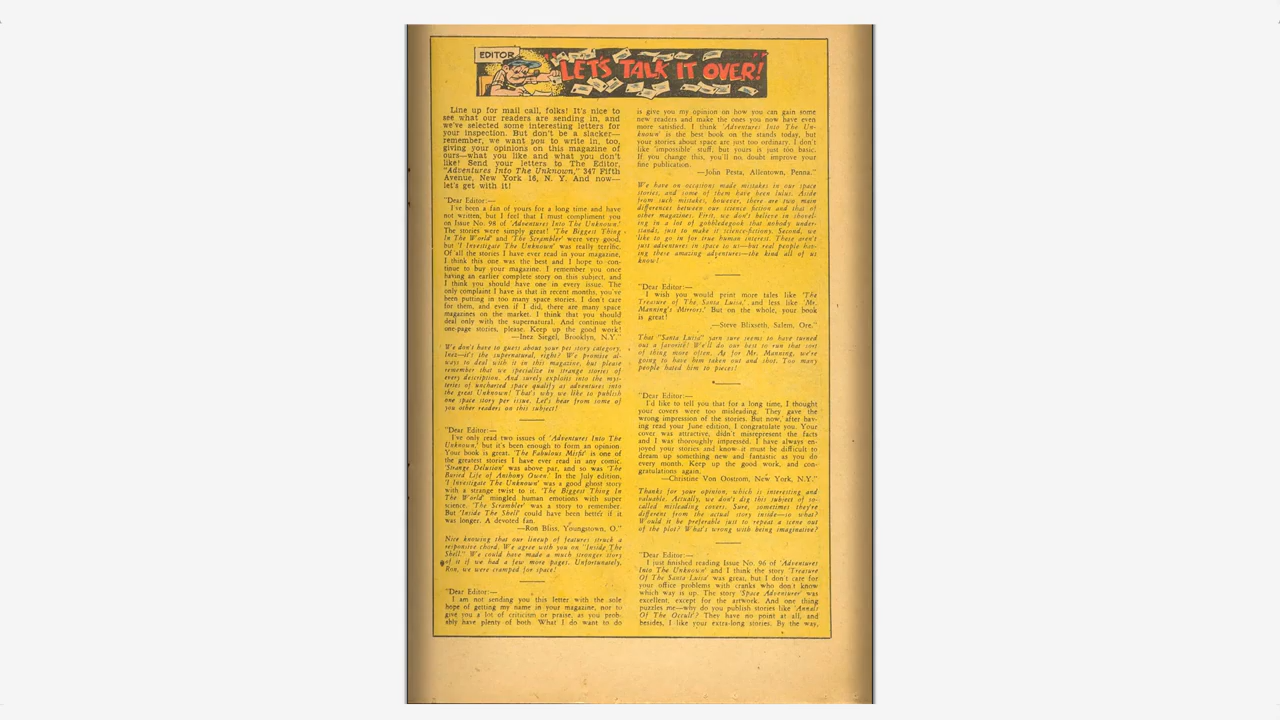 EDITOR
"LET'S TALK IT OVER!"
Line up for mail call, folks! It's nice to
see what our readers are sending in, and
we've selected some interesting letters for
your inspection. But don't be a slacker—
remember, we want you to write in, too,
giving your opinions on this magazine of
ours—what you like and what you don't
like! Send your letters to The Editor,
"Adventures Into The Unknown," 347 Fifth
Avenue, New York 16, N. Y. And now—
let's get with it!
"Dear Editor:—
I've been a fan of yours for a long time and have
not written, but I feel that I must compliment you
on Issue No. 98 of 'Adventures Into The Unknown.'
The stories were simply great! 'The Biggest Thing
In The World' and 'The Scrambler' were very good,
but 'I Investigate The Unknown' was really terrific.
Of all the stories I have ever read in your magazine,
I think this one was the best and I hope to con-
tinue to buy your magazine. I remember you once
having an earlier complete story on this subject, and
I think you should have one in every issue. The
only complaint I have is that in recent months, you've
been putting in too many space stories. I don't care
for them, and even if I did, there are many space
magazines on the market. I think that you should
deal only with the supernatural. And continue the
one-page stories, please. Keep up the good work!
—Inez Siegel, Brooklyn, N.Y."
We don't have to guess about your pet story category,
Inez—it's the supernatural, right? We promise al-
ways to deal with it in this magazine, but please
remember that we specialize in strange stories of
every description. And surely exploits into the mys-
teries of uncharted space qualify as adventures into
the great Unknown! That's why we like to publish
one space story per issue. Let's hear from some of
you other readers on this subject!
"Dear Editor:—
I've only read two issues of 'Adventures Into The
Unknown,' but it's been enough to form an opinion.
Your book is great. 'The Fabulous Misfit' is one of
the greatest stories I have ever read in any comic.
'Strange Delusion' was above par, and so was 'The
Buried Life of Anthony Owen.' In the July edition,
'I Investigate The Unknown' was a good ghost story
with a strange twist to it. 'The Biggest Thing In
The World' mingled human emotions with super
science. 'The Scrambler' was a story to remember.
But 'Inside The Shell' could have been better if it
was longer. A devoted fan.
—Ron Bliss, Youngstown, O."
Nice knowing that our lineup of features struck a
responsive chord. We agree with you on "Inside The
Shell." We could have made a much stronger story
of it if we had a few more pages. Unfortunately,
Ron, we were cramped for space!
"Dear Editor:—
I am not sending you this letter with the sole
hope of getting my name in your magazine, nor to
give you a lot of criticism or praise, as you prob-
ably have plenty of both. What I do want to do
is give you my opinion on how you can gain some
new readers and make the ones you now have even
more satisfied. I think 'Adventures Into The Un-
known' is the best book on the stands today, but
your stories about space are just too ordinary. I don't
like 'impossible' stuff, but yours is just too basic.
If you change this, you'll no doubt improve your
fine publication.
—John Pesta, Allentown, Penna."
We have on occasions made mistakes in our space
stories, and some of them have been lulus. Aside
from such mistakes, however, there are two main
differences between our science fiction and that of
other magazines. First, we don't believe in shovel-
ing in a lot of gobbledegook that nobody under-
stands, just to make it science-fictiony. Second, we
like to go in for true human interest. These aren't
just adventures in space to us—but real people hav-
ing these amazing adventures—the kind all of us
know!
"Dear Editor:—
I wish you would print more tales like 'The
Treasure of The Santa Luisa,' and less like 'Mr.
Manning's Mirrors.' But on the whole, your book
is great!
—Steve Blixseth, Salem, Ore."
That "Santa Luisa" yarn sure seems to have turned
out a favorite! We'll do our best to run that sort
of thing more often. As for Mr. Manning, we're
going to have him taken out and shot. Too many
people hated him to pieces!
"Dear Editor:—
I'd like to tell you that for a long time, I thought
your covers were too misleading. They gave the
wrong impression of the stories. But now, after hav-
ing read your June edition, I congratulate you. Your
cover was attractive, didn't misrepresent the facts
and I was thoroughly impressed. I have always en-
joyed your stories and know it must be difficult to
dream up something new and fantastic as you do
every month. Keep up the good work, and con-
gratulations again.
—Christine Von Oostrom, New York, N.Y."
Thanks for your opinion, which is interesting and
valuable. Actually, we don't dig this subject of so-
called misleading covers. Sure, sometimes they're
different from the actual story inside—so what?
Would it be preferable just to repeat a scene out
of the plot? What's wrong with being imaginative?
"Dear Editor:—
I just finished reading Issue No. 96 of 'Adventures
Into The Unknown' and I think the story 'Treasure
Of The Santa Luisa' was great, but I don't care for
your office problems with cranks who don't know
which way is up. The story 'Space Adventurer' was
excellent, except for the artwork. And one thing
puzzles me—why do you publish stories like 'Annals
Of The Occult'? They have no point at all, and
besides, I like your extra-long stories. By the way,